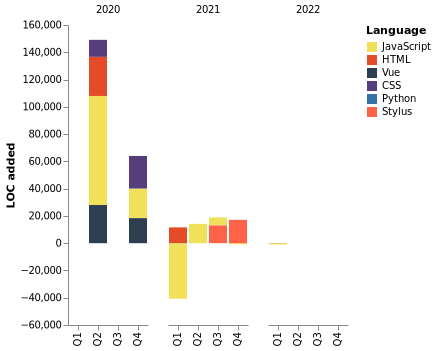 2020 2021 2022
Language
JavaScript
HTML
Vue
CSS
Python
Stylus
LOC added
160,000
140,000
120,000
100,000
80,000
60,000
40,000
20,000
0
−20,000
−40,000
−60,000
Q1 Q2 Q3 Q4 Q1 Q2 Q3 Q4 Q1 Q2 Q3 Q4